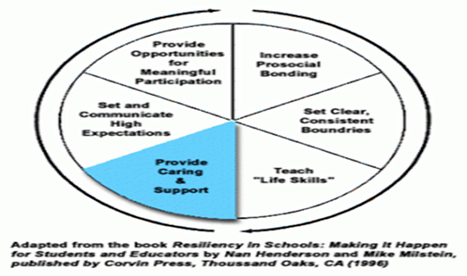 Provide
Opportunities
for
Meaningful
Participation
Increase
Prosocial
Bonding
Set and
Communicate
High
Expectations
Set Clear,
Consistent
Boundries
Provide
Caring
&
Support
Teach
"Life Skills"
Adapted from the book Resiliency In Schools: Making It Happen
for Students and Educators by Nan Henderson and Mike Milstein,
published by Corvin Press, Thoussand Oaks, CA (1996)